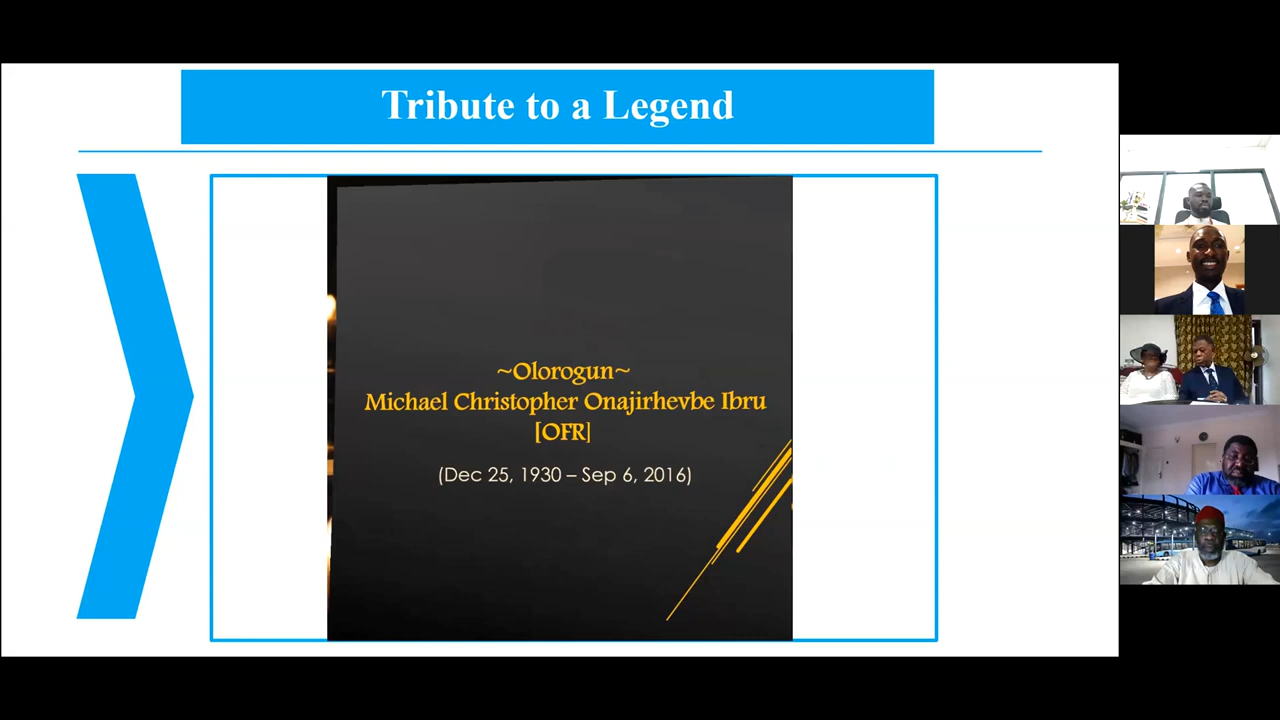 Tribute to a Legend
~Olorogun~
Michael Christopher Onajirhevbe Ibru
[OFR]
(Dec 25, 1930 – Sep 6, 2016)